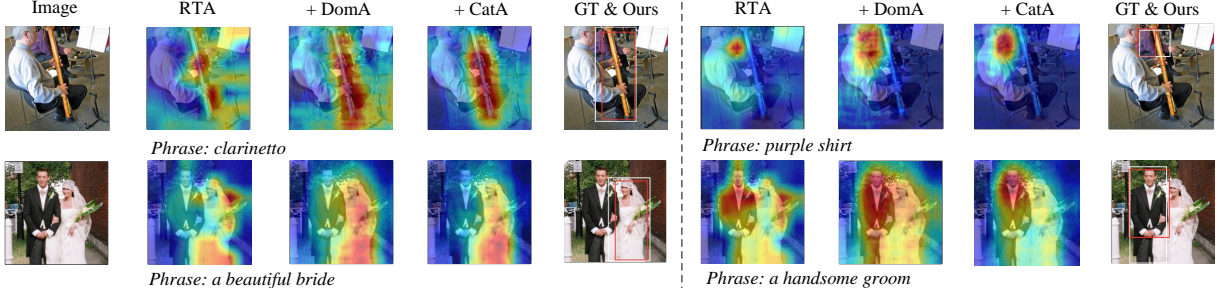 Image RTA + DomA + CatA GT & Ours RTA + DomA + CatA GT & Ours
Phrase: clarinetto Phrase: purple shirt
Phrase: a beautiful bride Phrase: a handsome groom